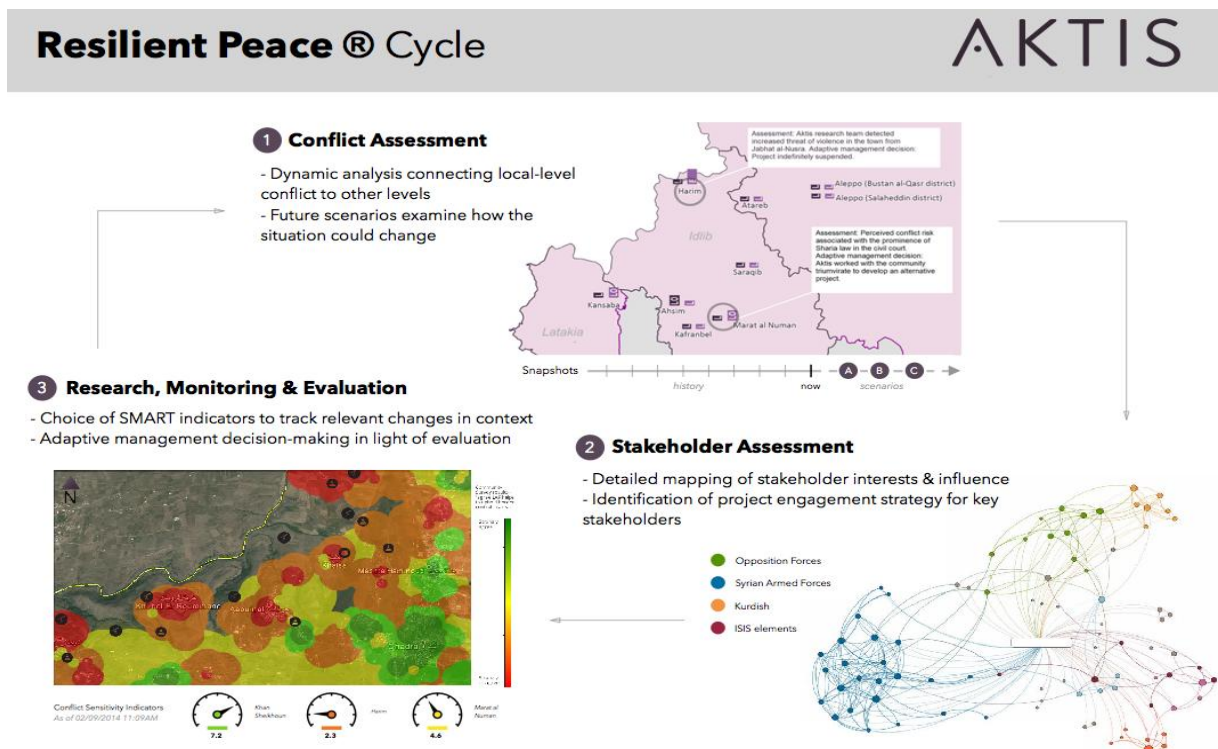 Resilient Peace ® Cycle
AKTIS
1 Conflict Assessment
- Dynamic analysis connecting local-level
conflict to other levels
- Future scenarios examine how the
situation could change
Assessment: Aktis research team detected
increased threat of violence in the town from
Jabhat al-Nusra. Adaptive management decision:
Project indefinitely suspended.
Harim
Aleppo (Bustan al-Qasr district)
Aleppo (Salaheddin district)
Atareb
Idlib
Assessment: Perceived conflict risk
associated with the prominence of
Sharia law in the civil court.
Adaptive management decision:
Aktis worked with the community
triumvirate to develop an alternative
project.
Saraqib
Kansaba
Ahsim
Marat al Numan
Kafranbel
Latakia
Snapshots
history
now
A B C
scenarios
3 Research, Monitoring & Evaluation
- Choice of SMART indicators to track relevant changes in context
- Adaptive management decision-making in light of evaluation
N
2 Stakeholder Assessment
- Detailed mapping of stakeholder interests & influence
- Identification of project engagement strategy for key
stakeholders
Opposition Forces
Syrian Armed Forces
Kurdish
ISIS elements
Conflict Sensitivity Indicators
As of 02/09/2014 11:09AM
Khan
Sheikhoun
7.2
Harim
2.3
Marat al
Numan
4.6